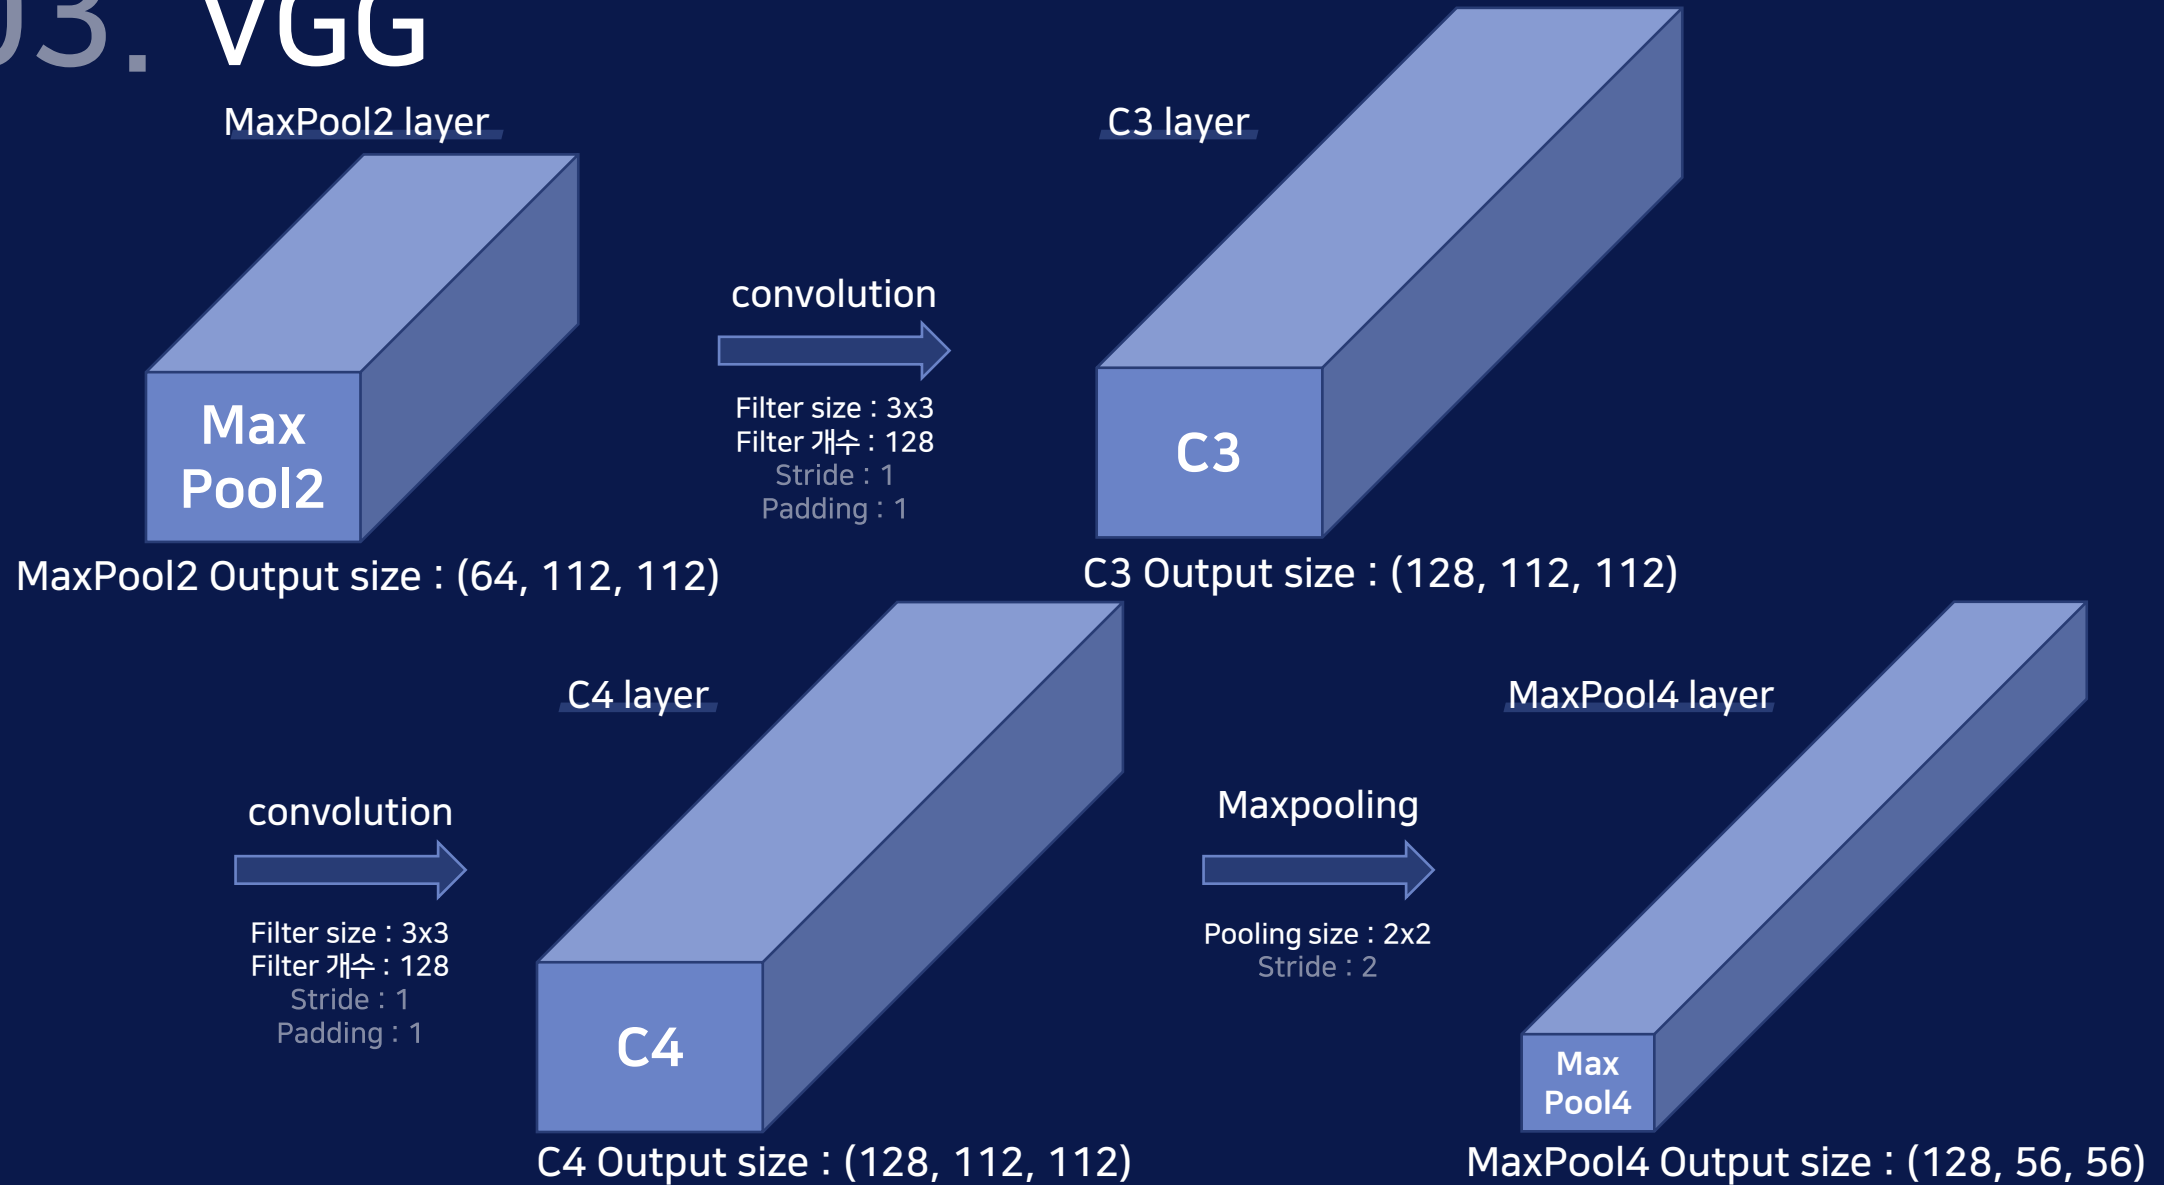 03. VGG
MaxPool2 layer
Max
Pool2
MaxPool2 Output size : (64, 112, 112)
convolution
Filter size : 3x3
Filter 개수 : 128
Stride : 1
Padding : 1
C3 layer
C3
C3 Output size : (128, 112, 112)
convolution
Filter size : 3x3
Filter 개수 : 128
Stride : 1
Padding : 1
C4 layer
C4
C4 Output size : (128, 112, 112)
Maxpooling
Pooling size : 2x2
Stride : 2
MaxPool4 layer
Max
Pool4
MaxPool4 Output size : (128, 56, 56)